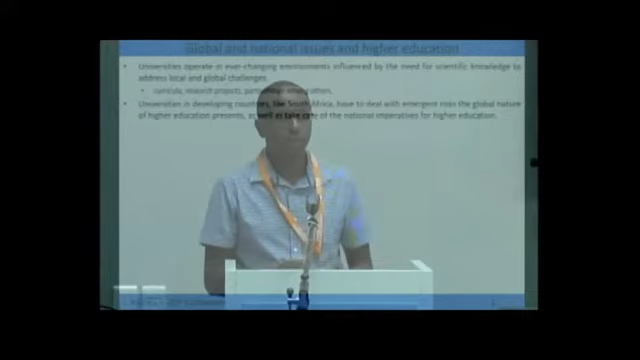 Global and national issues and higher education
• Universities operate in ever-changing environments influenced by the need for scientific knowledge to
address local and global challenges.
• curricula, research projects, partnerships among others.
• Universities in developing countries, like South Africa, have to deal with emergent risks the global nature
of higher education presents, as well as take care of the national imperatives for higher education.